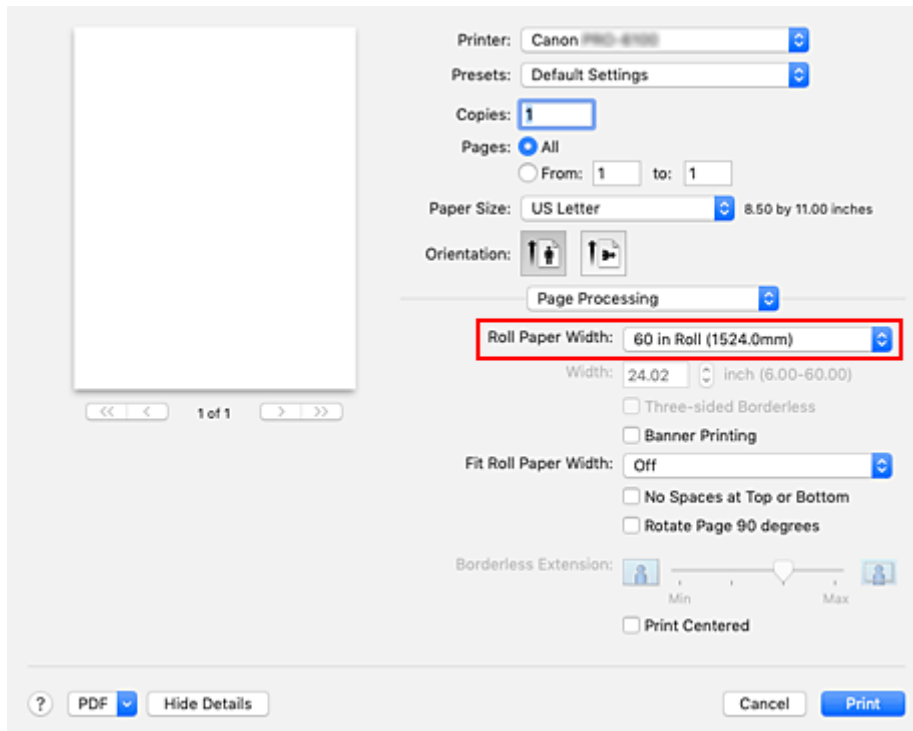 Printer: Canon
Presets: Default Settings
Copies: 1
Pages: All
From: 1 to: 1
Paper Size: US Letter 8.50 by 11.00 inches
Orientation:
Page Processing
Roll Paper Width: 60 in Roll (1524.0mm)
Width: 24.02 inch (6.00-60.00)
Three-sided Borderless
1 of 1
Banner Printing
Fit Roll Paper Width: Off
No Spaces at Top or Bottom
Rotate Page 90 degrees
Borderless Extension:
Min Max
Print Centered
? PDF Hide Details Cancel Print